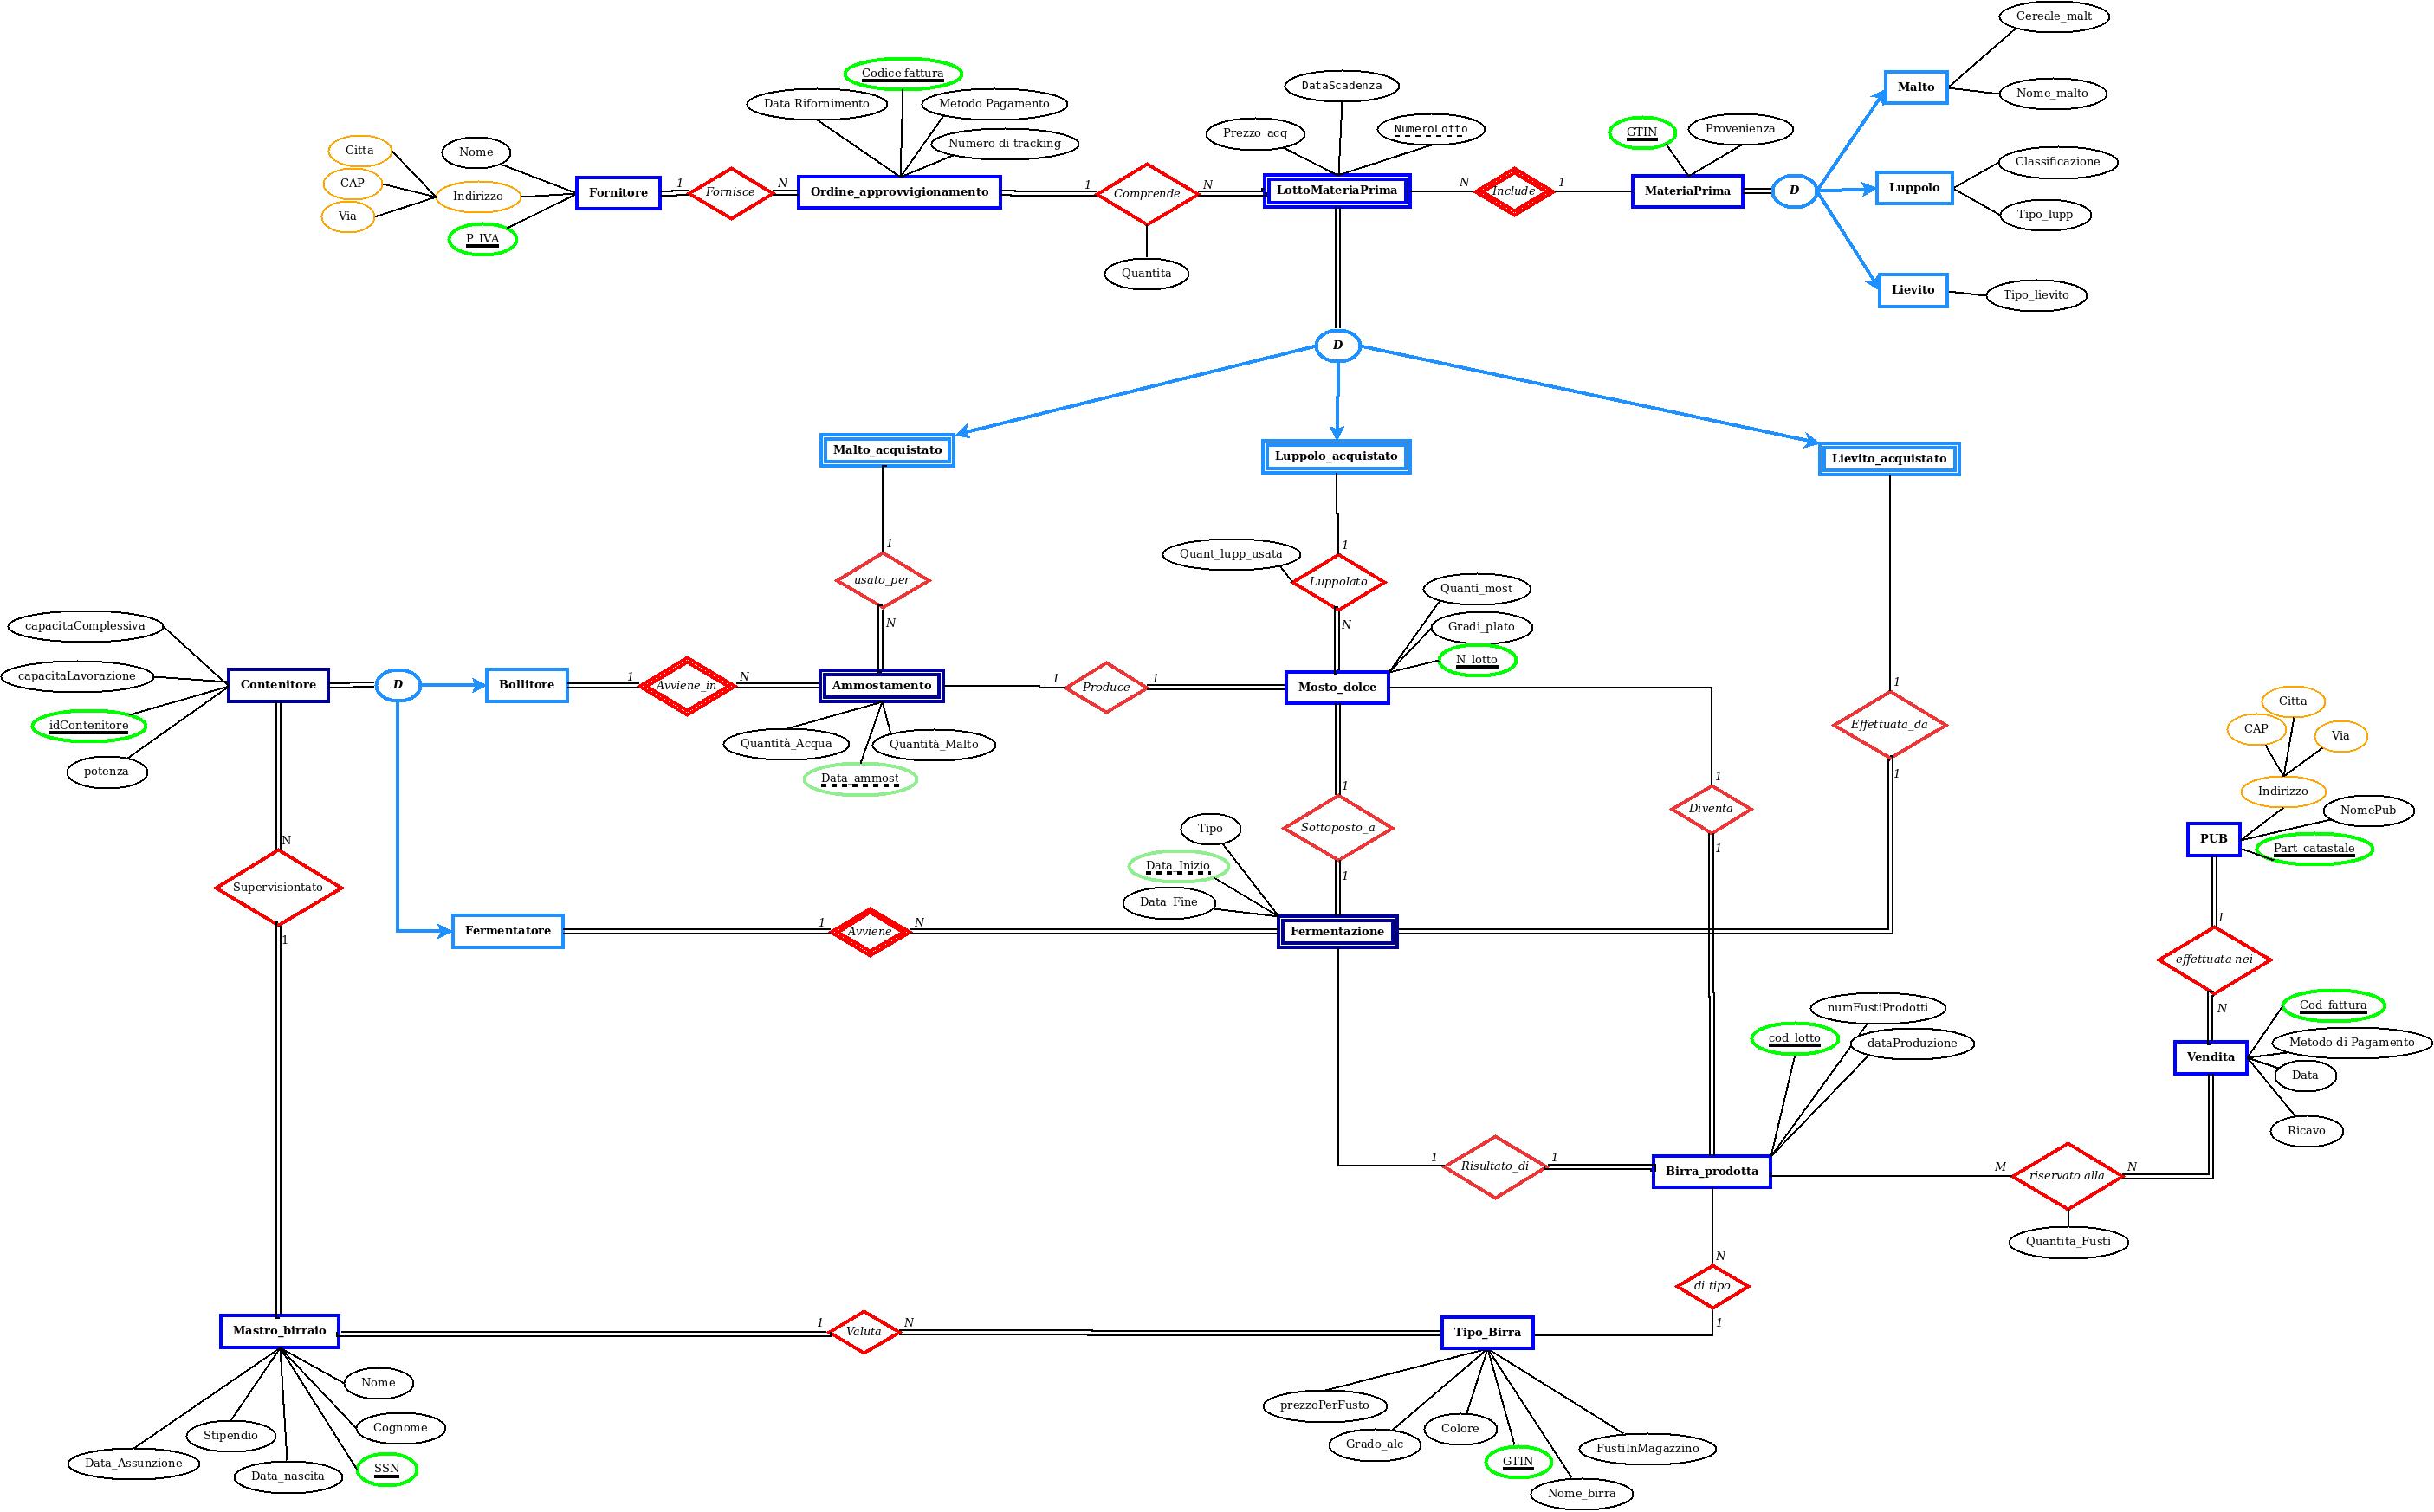 Cereale_malt
Malto
Nome_malto
Codice fattura
Data Rifornimento
Metodo Pagamento
Numero di tracking
DataScadenza
Prezzo_acq
NumeroLotto
GTIN
Provenienza
Citta
Nome
CAP
Indirizzo
Via
P_IVA
Fornitore
1
Fornisce
N
Ordine_approvvigionamento
1
Comprende
N
LottoMateriaPrima
N
Include
1
MateriaPrima
D
Classificazione
Luppolo
Tipo_lupp
Quantita
Lievito
Tipo_lievito
D
Malto_acquistato
Luppolo_acquistato
Lievito_acquistato
1
usato_per
N
Quant_lupp_usata
1
Luppolato
N
Quanti_most
Gradi_plato
N_lotto
capacitaComplessiva
capacitaLavorazione
idContenitore
potenza
Contenitore
D
Bollitore
1
Avviene_in
N
Ammostamento
1
Produce
1
Mosto_dolce
Quantità_Acqua
Quantità_Malto
Data_ammost
1
Effettuata_da
1
1
Diventa
1
1
Sottoposto_a
1
Citta
CAP
Via
Indirizzo
NomePub
PUB
Part_catastale
N
Supervisiontato
1
Tipo
Data_Inizio
Data_Fine
Fermentatore
1
Avviene
N
Fermentazione
1
effettuata nei
N
Cod_fattura
Metodo di Pagamento
Vendita
Data
Ricavo
numFustiProdotti
cod_lotto
dataProduzione
1
Risultato_di
1
Birra_prodotta
M
riservato alla
N
Quantita_Fusti
N
di tipo
1
Mastro_birraio
1
Valuta
N
Tipo_Birra
Nome
Cognome
Stipendio
Data_Assunzione
Data_nascita
SSN
prezzoPerFusto
Grado_alc
Colore
GTIN
Nome_birra
FustiInMagazzino